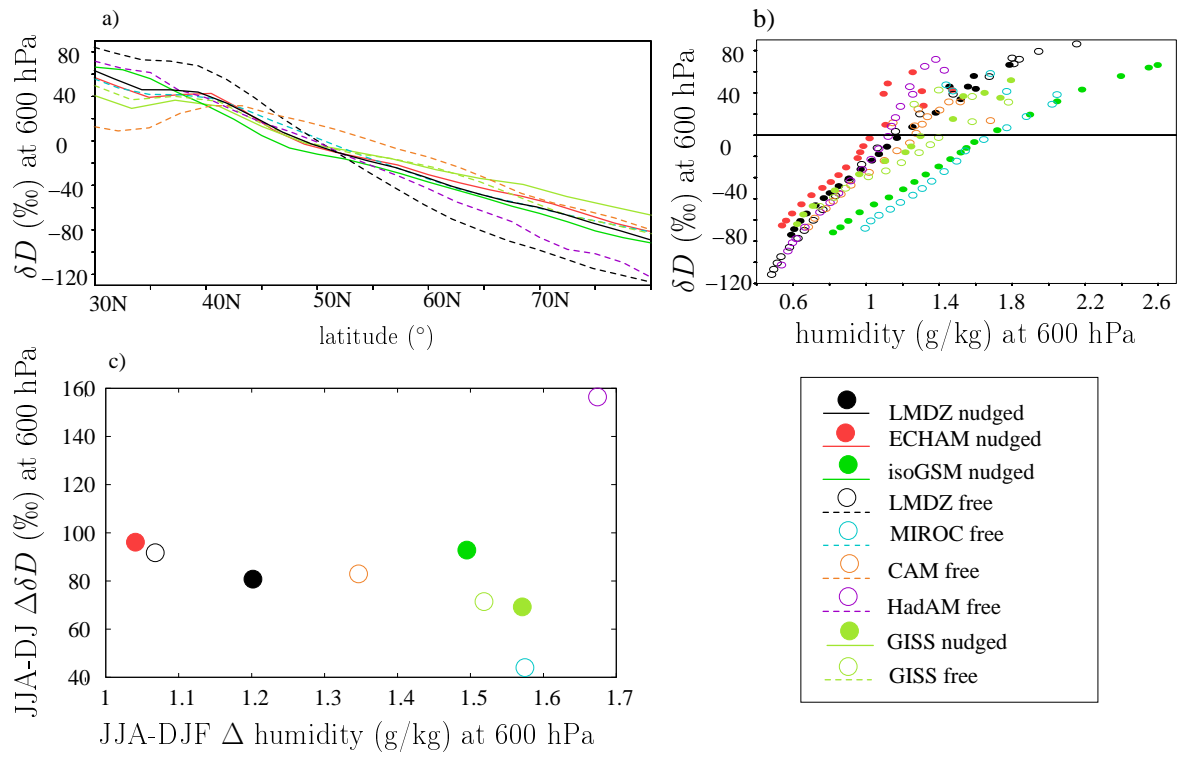 a)
δD (‰) at 600 hPa
80
40
0
−40
−80
−120
30N
40N
50N
60N
70N
latitude (°)
b)
δD (‰) at 600 hPa
80
40
0
−40
−80
−120
0.6
1
1.4
1.8
2.2
2.6
humidity (g/kg) at 600 hPa
c)
JJA-DJ ΔδD (‰) at 600 hPa
160
140
120
100
80
60
40
1
1.1
1.2
1.3
1.4
1.5
1.6
1.7
JJA-DJF Δ humidity (g/kg) at 600 hPa
LMDZ nudged
ECHAM nudged
isoGSM nudged
LMDZ free
MIROC free
CAM free
HadAM free
GISS nudged
GISS free